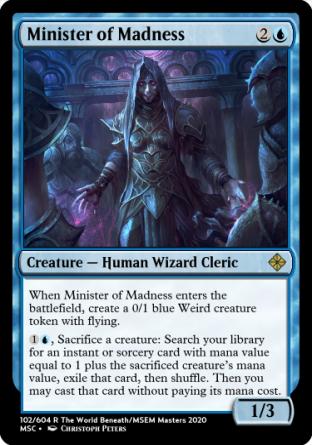 Minister of Madness 2
Creature — Human Wizard Cleric
When Minister of Madness enters the
battlefield, create a 0/1 blue Weird creature
token with flying.
1, Sacrifice a creature: Search your library
for an instant or sorcery card with mana value
equal to 1 plus the sacrificed creature's mana
value, exile that card, then shuffle. Then you
may cast that card without paying its mana cost.
1/3
102/604 R The World Beneath/MSEM Masters 2020
MSC • Christoph Peters